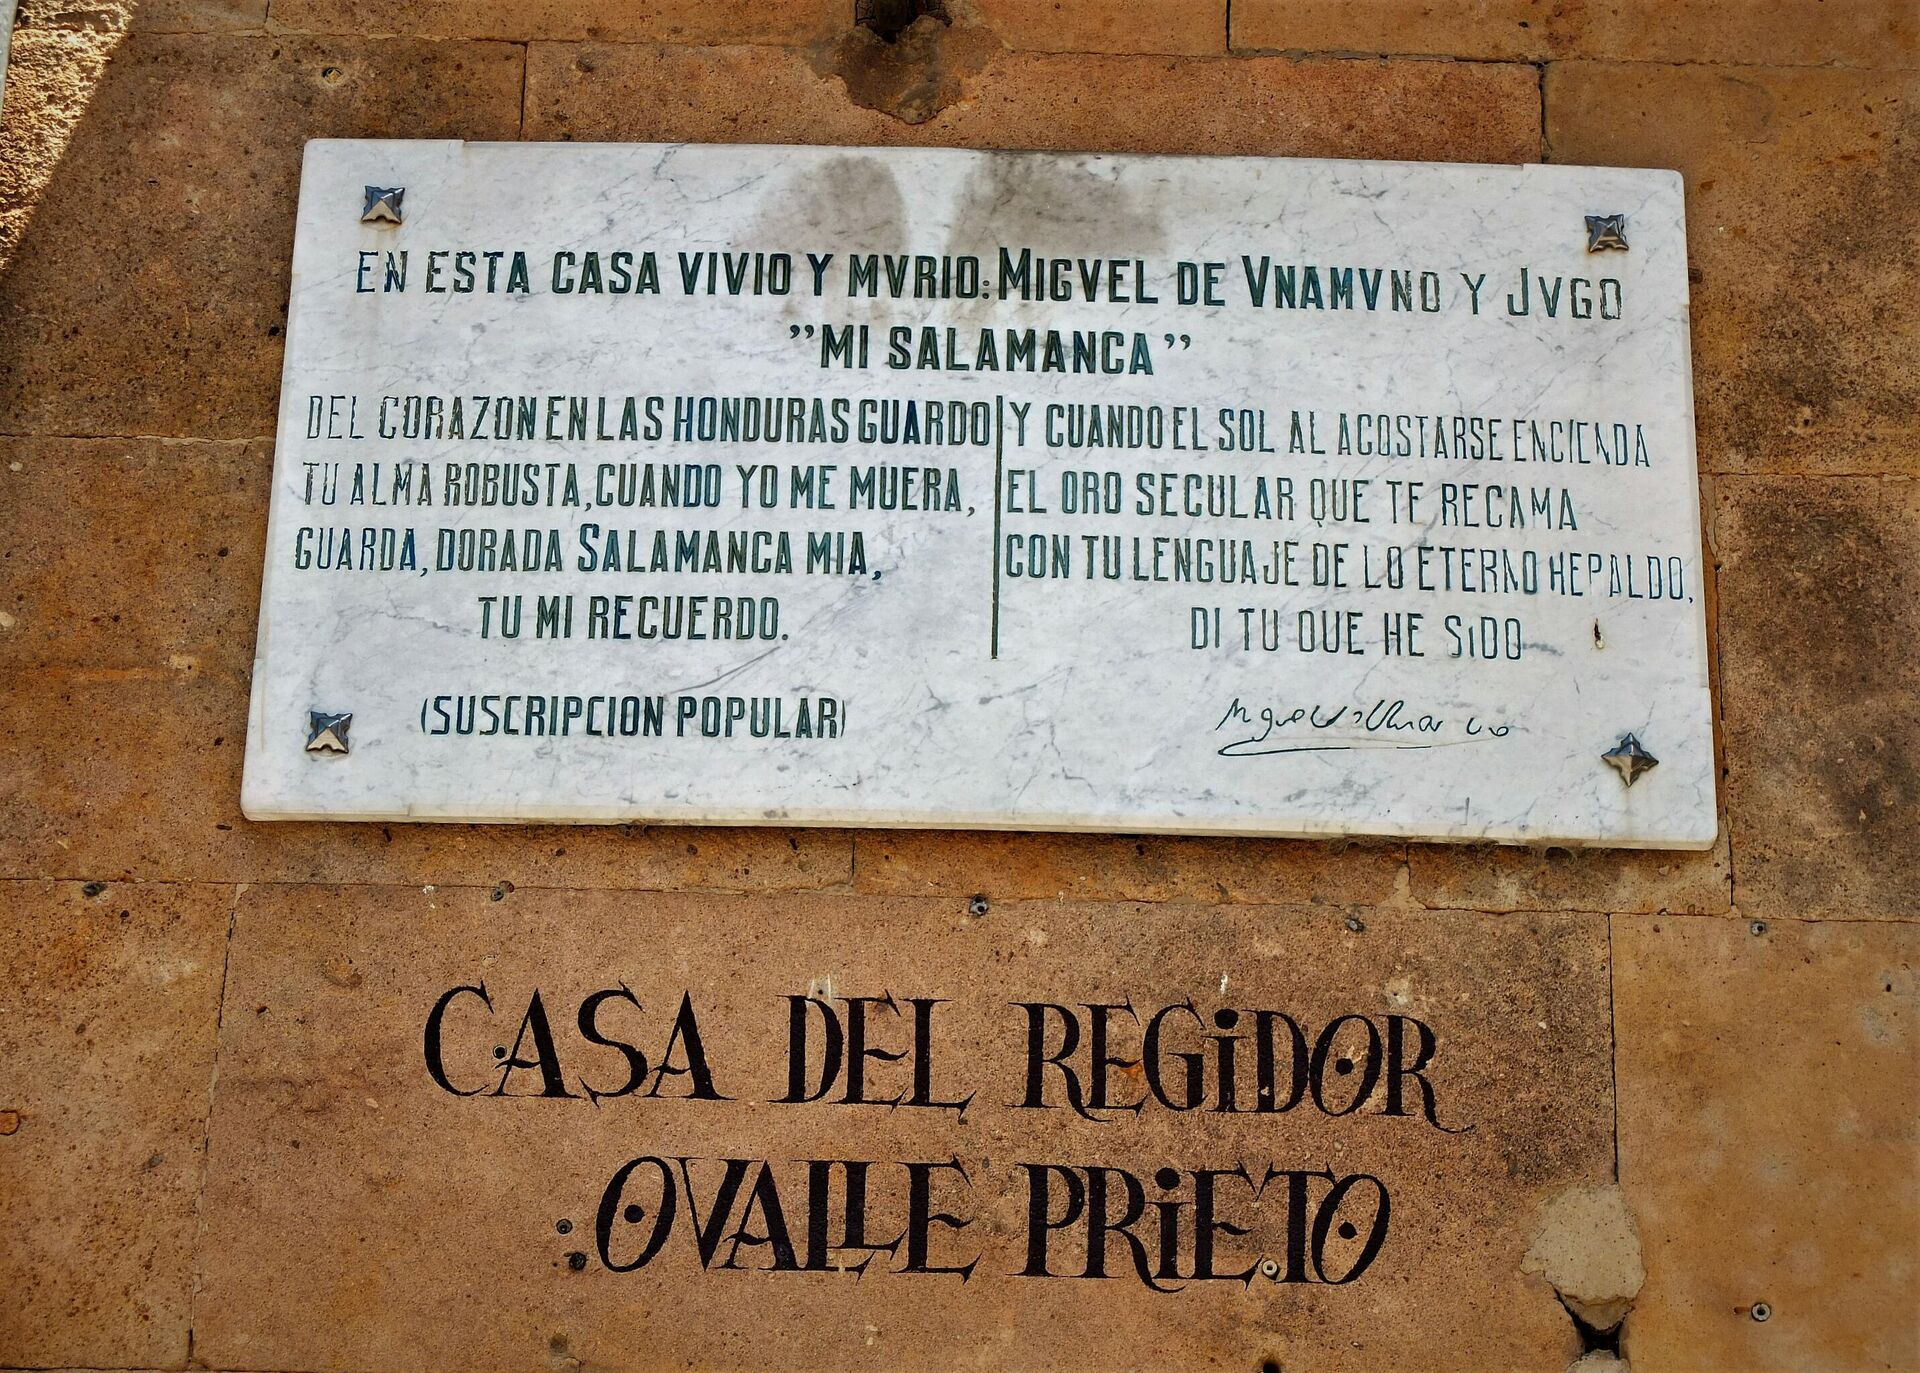 EN ESTA CASA VIVIO Y MVRIO: MIGVEL DE VNAMVNO Y JVGO
"MI SALAMANCA"
DEL CORAZON EN LAS HONDURAS GUARDO
TU ALMA ROBUSTA, CUANDO YO ME MUERA,
GUARDA, DORADA SALAMANCA MIA,
TU MI RECUERDO.
(SUSCRIPCION POPULAR)
Y CUANDO EL SOL AL ACOSTARSE ENCIENDA
EL ORO SECULAR QUE TE RECAMA
CON TU LENGUAJE DE LO ETERNO HERALDO,
DI TU QUE HE SIDO
Miguel de Unamuno
CASA DEL REGIDOR
OVALLE PRIETO